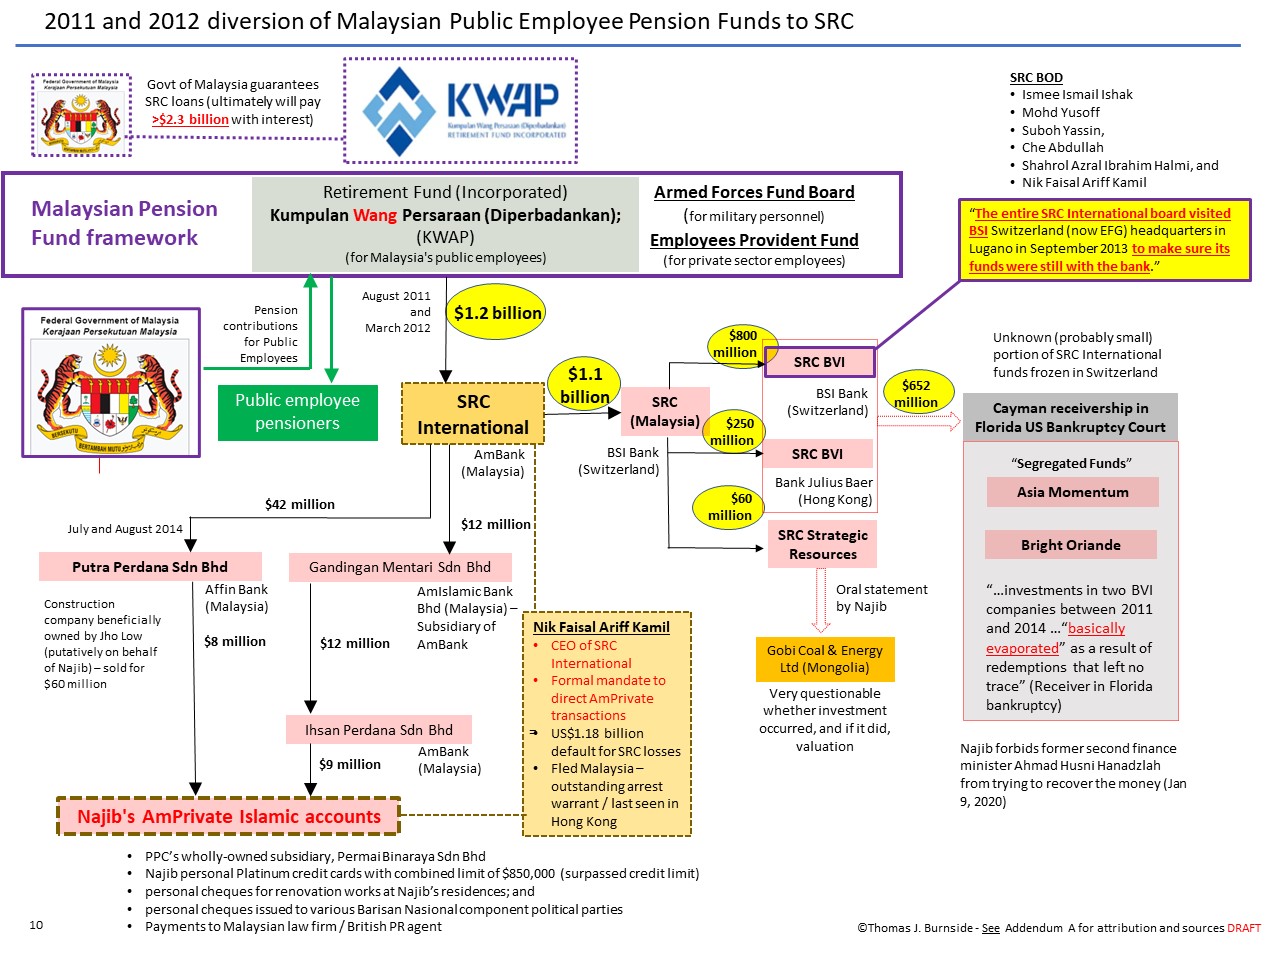 2011 and 2012 diversion of Malaysian Public Employee Pension Funds to SRC
Federal Government of Malaysia
Kerajaan Persekutuan Malaysia
Govt of Malaysia guarantees
SRC loans (ultimately will pay
>$2.3 billion with interest)
KWAP
Kumpulan Wang Persaraan (Diperbadankan)
RETIREMENT FUND INCORPORATED
SRC BOD
• Ismee Ismail Ishak
• Mohd Yusoff
• Suboh Yassin,
• Che Abdullah
• Shahrol Azral Ibrahim Halmi, and
• Nik Faisal Ariff Kamil
Malaysian Pension
Fund framework
Retirement Fund (Incorporated)
Kumpulan Wang Persaraan (Diperbadankan);
(KWAP)
(for Malaysia's public employees)
Armed Forces Fund Board
(for military personnel)
Employees Provident Fund
(for private sector employees)
“The entire SRC International board visited
BSI Switzerland (now EFG) headquarters in
Lugano in September 2013 to make sure its
funds were still with the bank.”
Federal Government of Malaysia
Kerajaan Persekutuan Malaysia
BERSEKUTU
BERTAMBAH MUTU
Pension
contributions
for Public
Employees
August 2011
and
March 2012
$1.2 billion
Public employee
pensioners
SRC
International
AmBank
(Malaysia)
$1.1
billion
SRC
(Malaysia)
BSI Bank
(Switzerland)
$800
million
SRC BVI
BSI Bank
(Switzerland)
$250
million
SRC BVI
Bank Julius Baer
(Hong Kong)
$60
million
SRC Strategic
Resources
$652
million
Unknown (probably small)
portion of SRC International
funds frozen in Switzerland
Cayman receivership in
Florida US Bankruptcy Court
“Segregated Funds”
Asia Momentum
Bright Oriande
“…investments in two BVI
companies between 2011
and 2014 …“basically
evaporated” as a result of
redemptions that left no
trace” (Receiver in Florida
bankruptcy)
Najib forbids former second finance
minister Ahmad Husni Hanadzlah
from trying to recover the money (Jan
9, 2020)
Oral statement
by Najib
Gobi Coal & Energy
Ltd (Mongolia)
Very questionable
whether investment
occurred, and if it did,
valuation
$42 million
July and August 2014
$12 million
Putra Perdana Sdn Bhd
Affin Bank
(Malaysia)
Construction
company beneficially
owned by Jho Low
(putatively on behalf
of Najib) – sold for
$60 million
$8 million
Gandingan Mentari Sdn Bhd
AmIslamic Bank
Bhd (Malaysia) –
Subsidiary of
AmBank
$12 million
Ihsan Perdana Sdn Bhd
AmBank
(Malaysia)
$9 million
Nik Faisal Ariff Kamil
• CEO of SRC
International
• Formal mandate to
direct AmPrivate
transactions
• US$1.18 billion
default for SRC losses
• Fled Malaysia –
outstanding arrest
warrant / last seen in
Hong Kong
Najib's AmPrivate Islamic accounts
• PPC’s wholly-owned subsidiary, Permai Binaraya Sdn Bhd
• Najib personal Platinum credit cards with combined limit of $850,000 (surpassed credit limit)
• personal cheques for renovation works at Najib’s residences; and
• personal cheques issued to various Barisan Nasional component political parties
• Payments to Malaysian law firm / British PR agent
10
©Thomas J. Burnside - See Addendum A for attribution and sources DRAFT